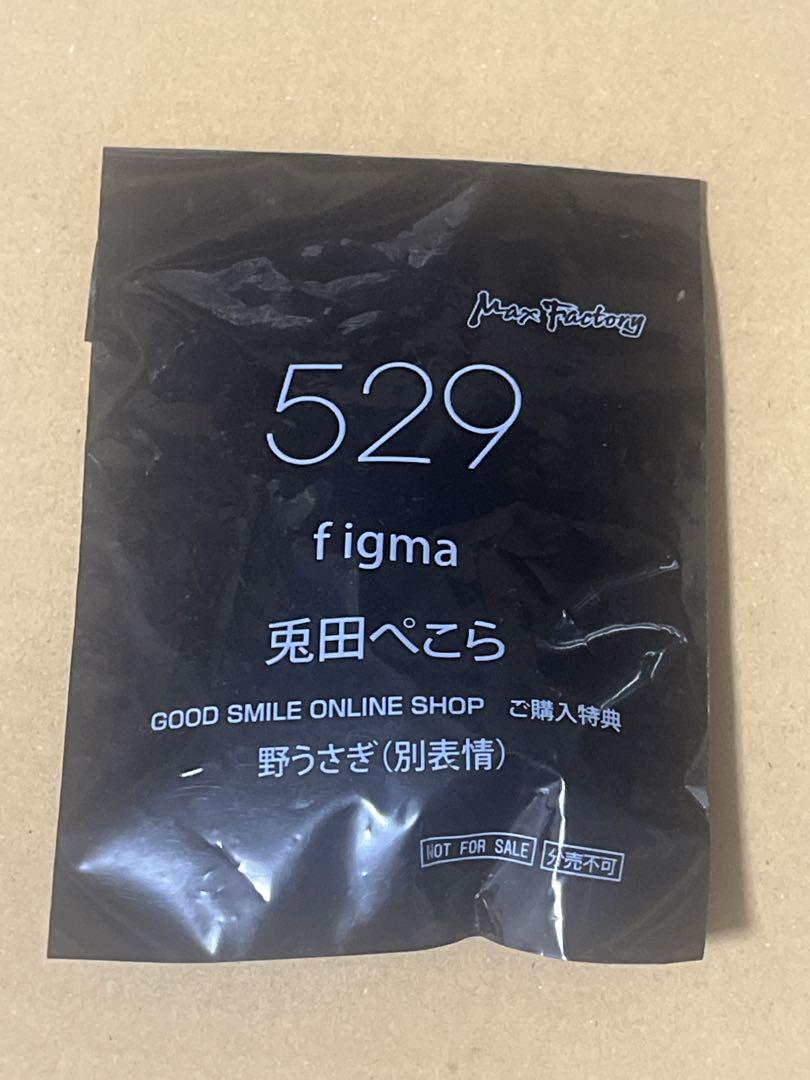 Max Factory
529
figma
兎田ぺこら
GOOD SMILE ONLINE SHOP ご購入特典
野うさぎ(別表情)
NOT FOR SALE 分売不可